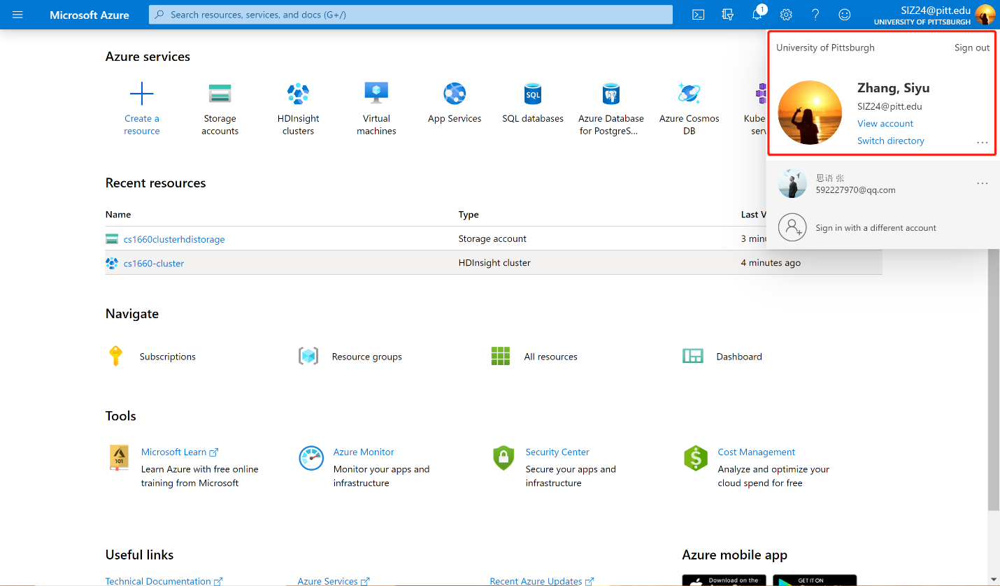 Microsoft Azure
Search resources, services, and docs (G+/)
1
SIZ24@pitt.edu
UNIVERSITY OF PITTSBURGH
University of Pittsburgh
Sign out
Zhang, Siyu
SIZ24@pitt.edu
View account
Switch directory
思语 张
592227970@qq.com
Sign in with a different account
Azure services
Create a
resource
Storage
accounts
HDInsight
clusters
Virtual
machines
App Services
SQL
SQL databases
Azure Database
for PostgreS...
Azure Cosmos
DB
Kube
serv
Recent resources
Name
Type
Last V
cs1660clusterhdistorage
Storage account
3 minu
cs1660-cluster
HDInsight cluster
4 minutes ago
Navigate
Subscriptions
Resource groups
All resources
Dashboard
Tools
101
Microsoft Learn
Learn Azure with free online
training from Microsoft
Azure Monitor
Monitor your apps and
infrastructure
Security Center
Secure your apps and
infrastructure
Cost Management
Analyze and optimize your
cloud spend for free
Useful links
Technical Documentation
Azure Services
Recent Azure Updates
Azure mobile app
Download on the
GET IT ON